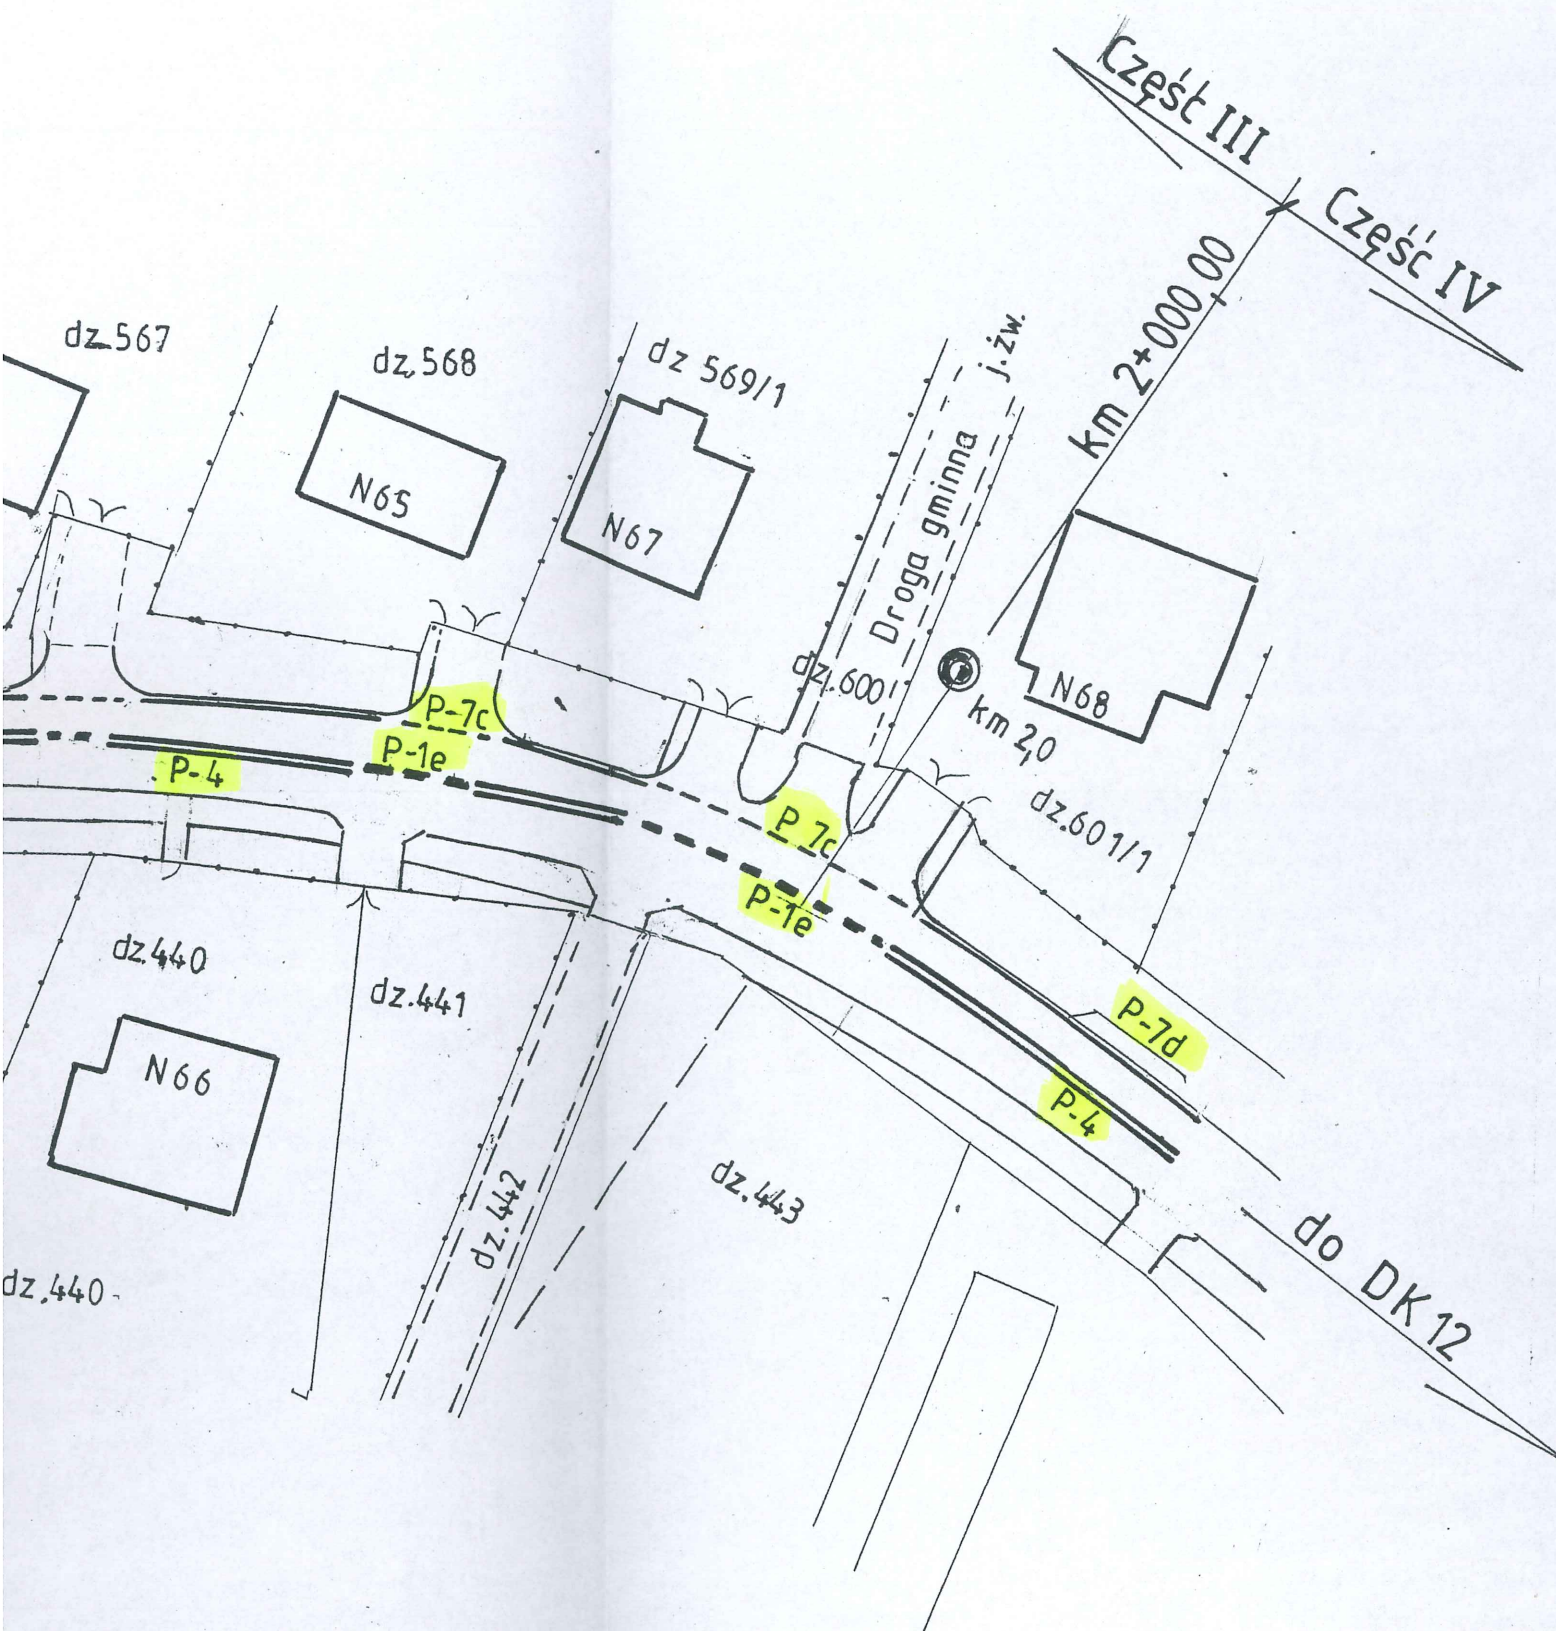 Część III
Część IV
km 2+000,00
dz.567
dz.568
dz 569/1
j.żw.
Droga gminna
N65
N67
dz.600
N68
km 2,0
P-7c
P-1e
P-4
dz.601/1
P 7c
P-1e
dz.440
dz.441
P-7d
N66
P-4
dz.442
dz.443
dz.440
do DK 12